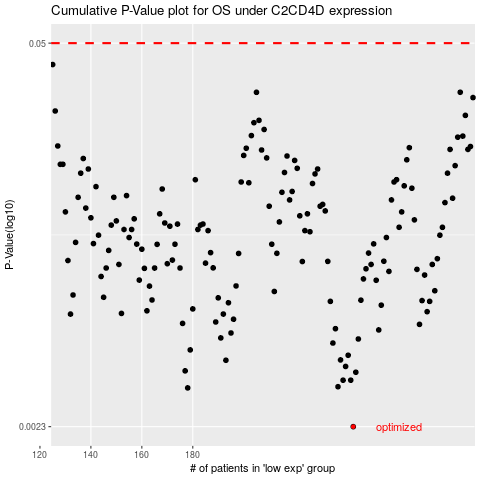 Cumulative P-Value plot for OS under C2CD4D expression
0.05
P-Value(log10)
optimized
0.0023
120 140 160 180
# of patients in 'low exp' group